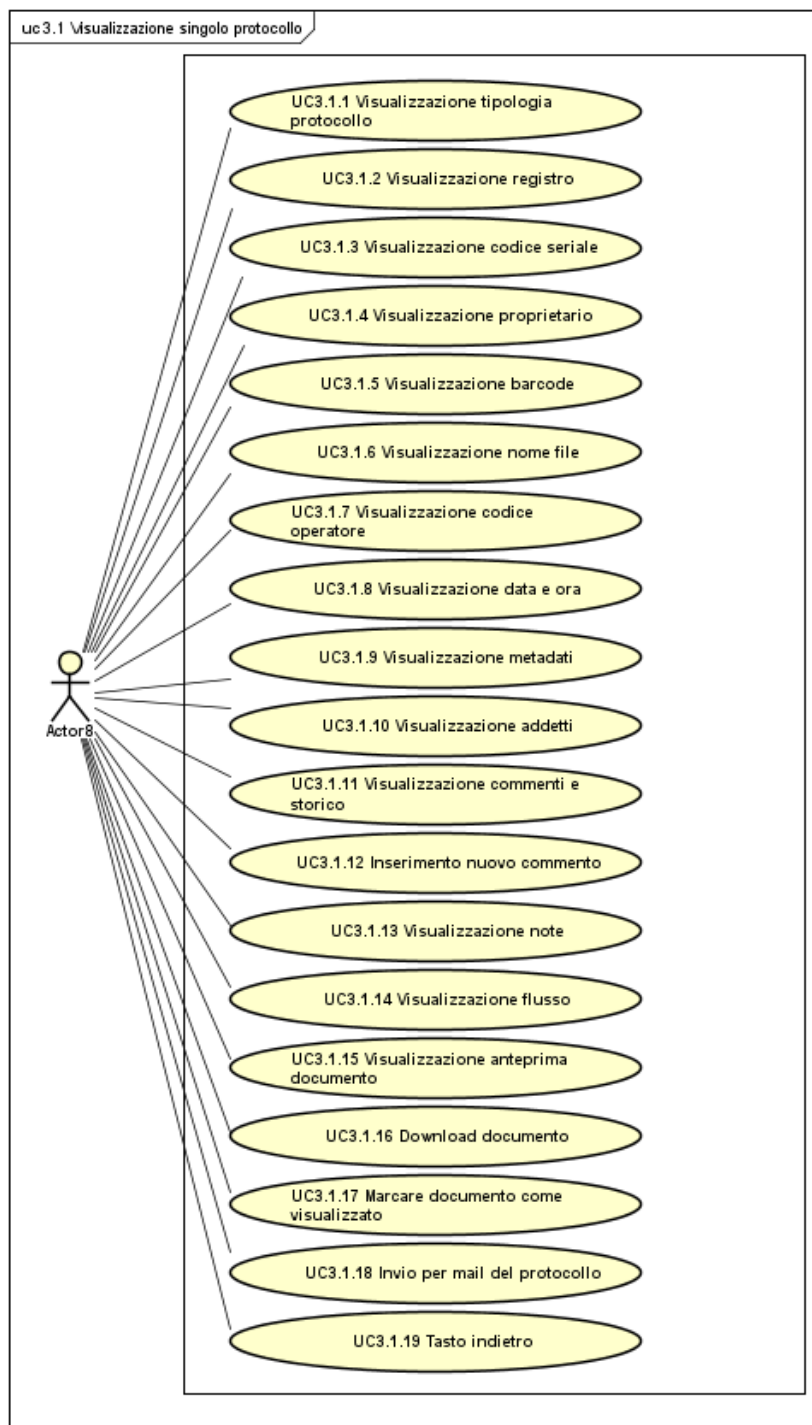 uc3.1 Visualizzazione singolo protocollo
UC3.1.1 Visualizzazione tipologia
protocollo
UC3.1.2 Visualizzazione registro
UC3.1.3 Visualizzazione codice seriale
UC3.1.4 Visualizzazione proprietario
UC3.1.5 Visualizzazione barcode
UC3.1.6 Visualizzazione nome file
UC3.1.7 Visualizzazione codice
operatore
UC3.1.8 Visualizzazione data e ora
UC3.1.9 Visualizzazione metadati
Actor8
UC3.1.10 Visualizzazione addetti
UC3.1.11 Visualizzazione commenti e
storico
UC3.1.12 Inserimento nuovo commento
UC3.1.13 Visualizzazione note
UC3.1.14 Visualizzazione flusso
UC3.1.15 Visualizzazione anteprima
documento
UC3.1.16 Download documento
UC3.1.17 Marcare documento come
visualizzato
UC3.1.18 Invio per mail del protocollo
UC3.1.19 Tasto indietro